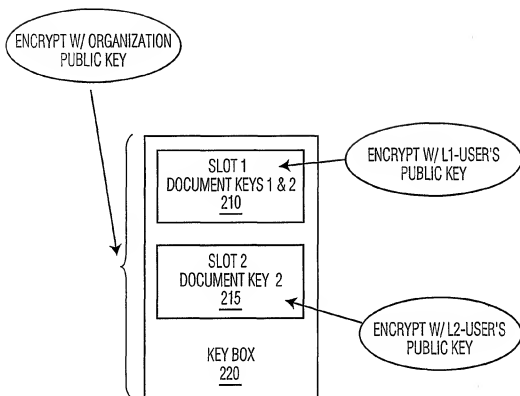 ENCRYPT W/ ORGANIZATION
PUBLIC KEY
SLOT 1
DOCUMENT KEYS 1 & 2
210
ENCRYPT W/ L1-USER'S
PUBLIC KEY
SLOT 2
DOCUMENT KEY 2
215
ENCRYPT W/ L2-USER'S
PUBLIC KEY
KEY BOX
220